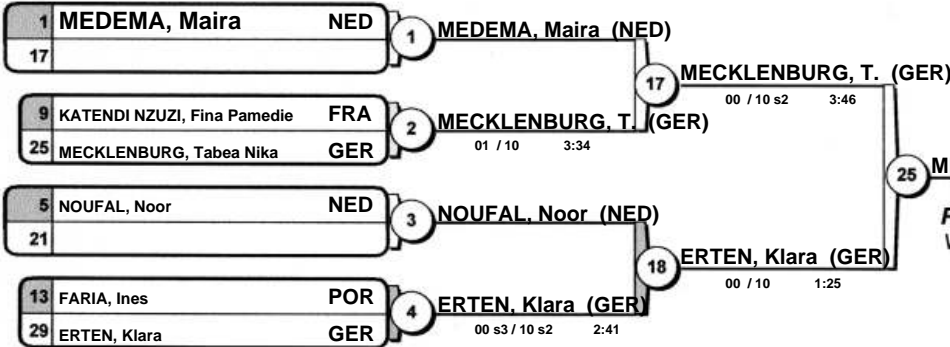 1 MEDEMA, Maira NED
17
1 MEDEMA, Maira (NED)
9 KATENDI NZUZI, Fina Pamedie FRA
25 MECKLENBURG, Tabea Nika GER
2 MECKLENBURG, T. (GER)
01 / 10 3:34
17 MECKLENBURG, T. (GER)
00 / 10 s2 3:46
5 NOUFAL, Noor NED
21
3 NOUFAL, Noor (NED)
13 FARIA, Ines POR
29 ERTEN, Klara GER
4 ERTEN, Klara (GER)
00 s3 / 10 s2 2:41
18 ERTEN, Klara (GER)
00 / 10 1:25
25 M